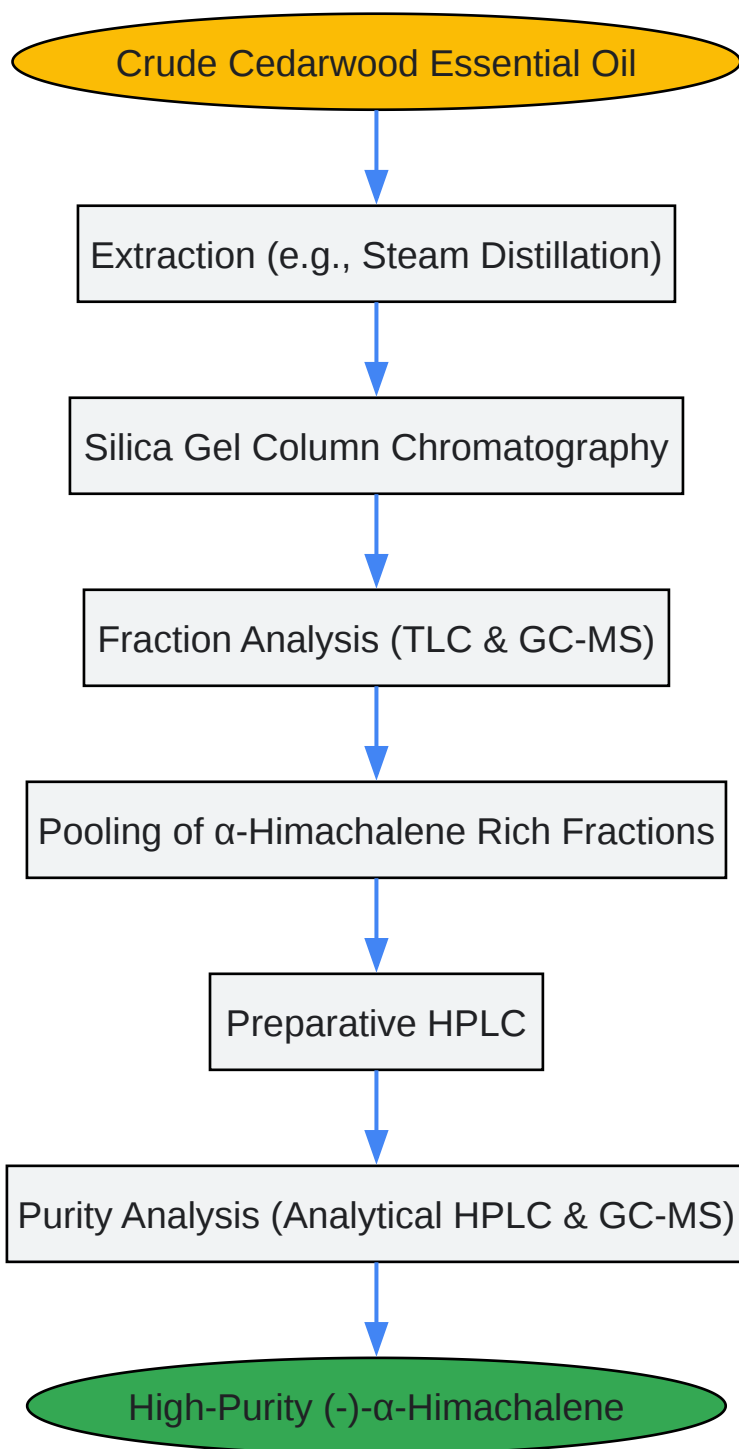 Crude Cedarwood Essential Oil
Extraction (e.g., Steam Distillation)
Silica Gel Column Chromatography
Fraction Analysis (TLC & GC-MS)
Pooling of α-Himachalene Rich Fractions
Preparative HPLC
Purity Analysis (Analytical HPLC & GC-MS)
High-Purity (-)-α-Himachalene